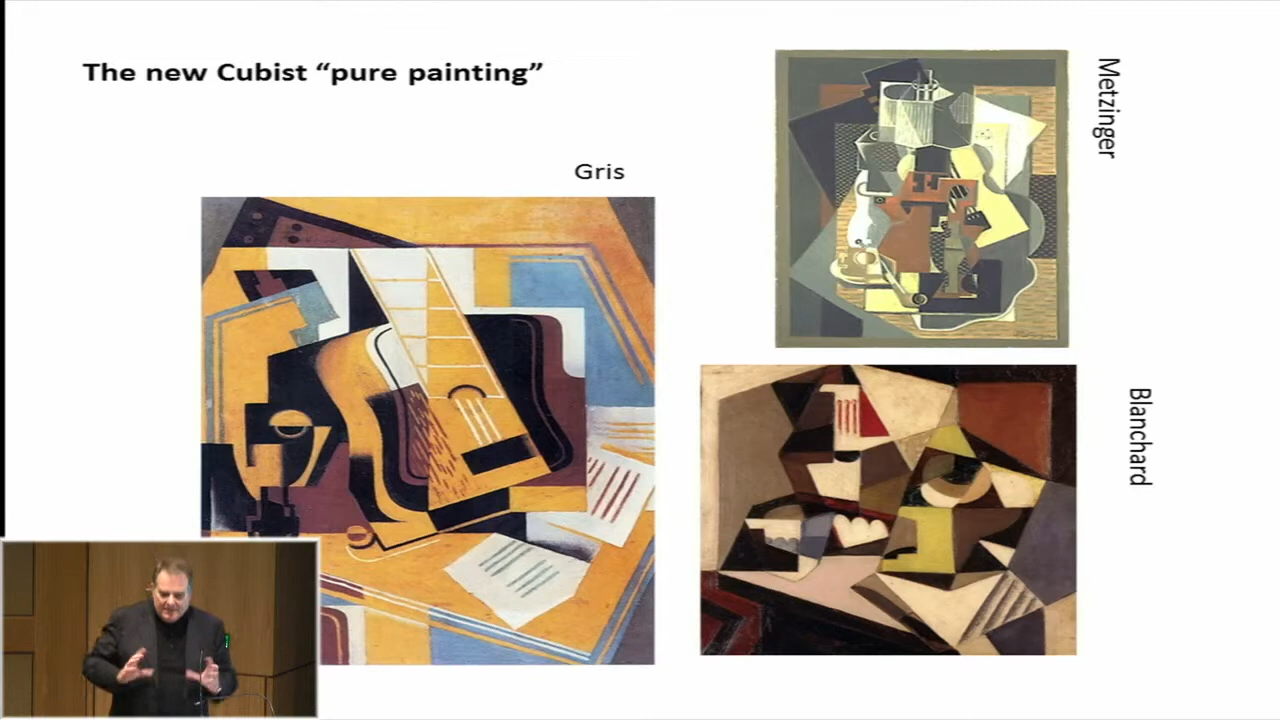 The new Cubist “pure painting”
Gris
Metzinger
Blanchard